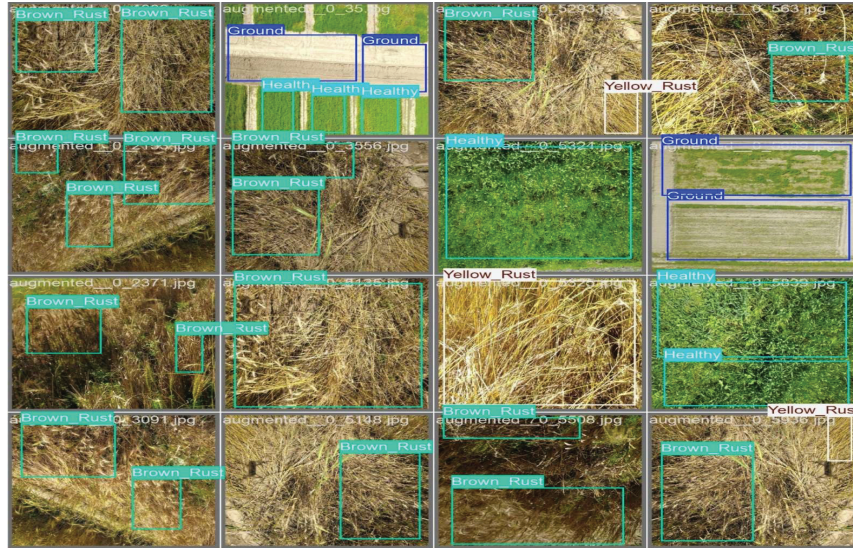 Brown_Rust
Brown_Rust
augmented__0_35.jpg
Ground
Ground
Health
Health
Healthy
Brown_Rust
Yellow_Rust
augmented__0_563.jpg
Brown_Rust
Brown_Rust
Brown_Rust
Brown_Rust
Brown_Rust
augmented__0_3556.jpg
Brown_Rust
Healthy
augmented__0_5321.jpg
Ground
Ground
augmented__0_2371.jpg
Brown_Rust
Brown_Rust
Brown_Rust
Yellow_Rust
Healthy
Healthy
Brown_Rust
0_3091.jpg
Brown_Rust
augmented__0_5148.jpg
Brown_Rust
Brown_Rust
Brown_Rust
Yellow_Rus
Brown_Rust